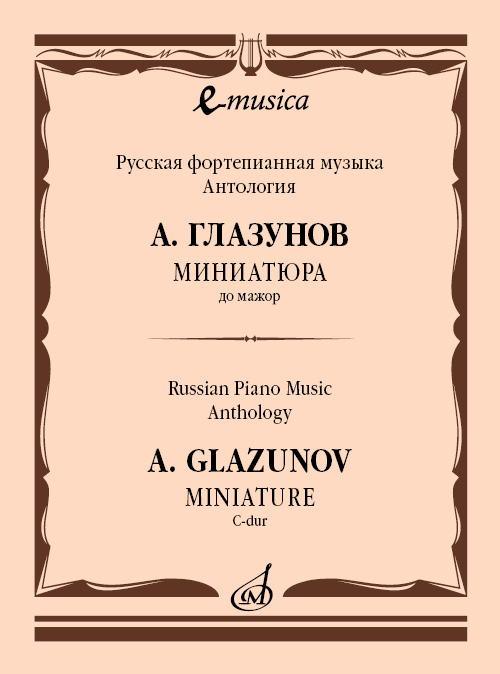 e-musica
Русская фортепианная музыка
Антология
А. ГЛАЗУНОВ
МИНИАТЮРА
до мажор
Russian Piano Music
Anthology
A. GLAZUNOV
MINIATURE
C-dur
М